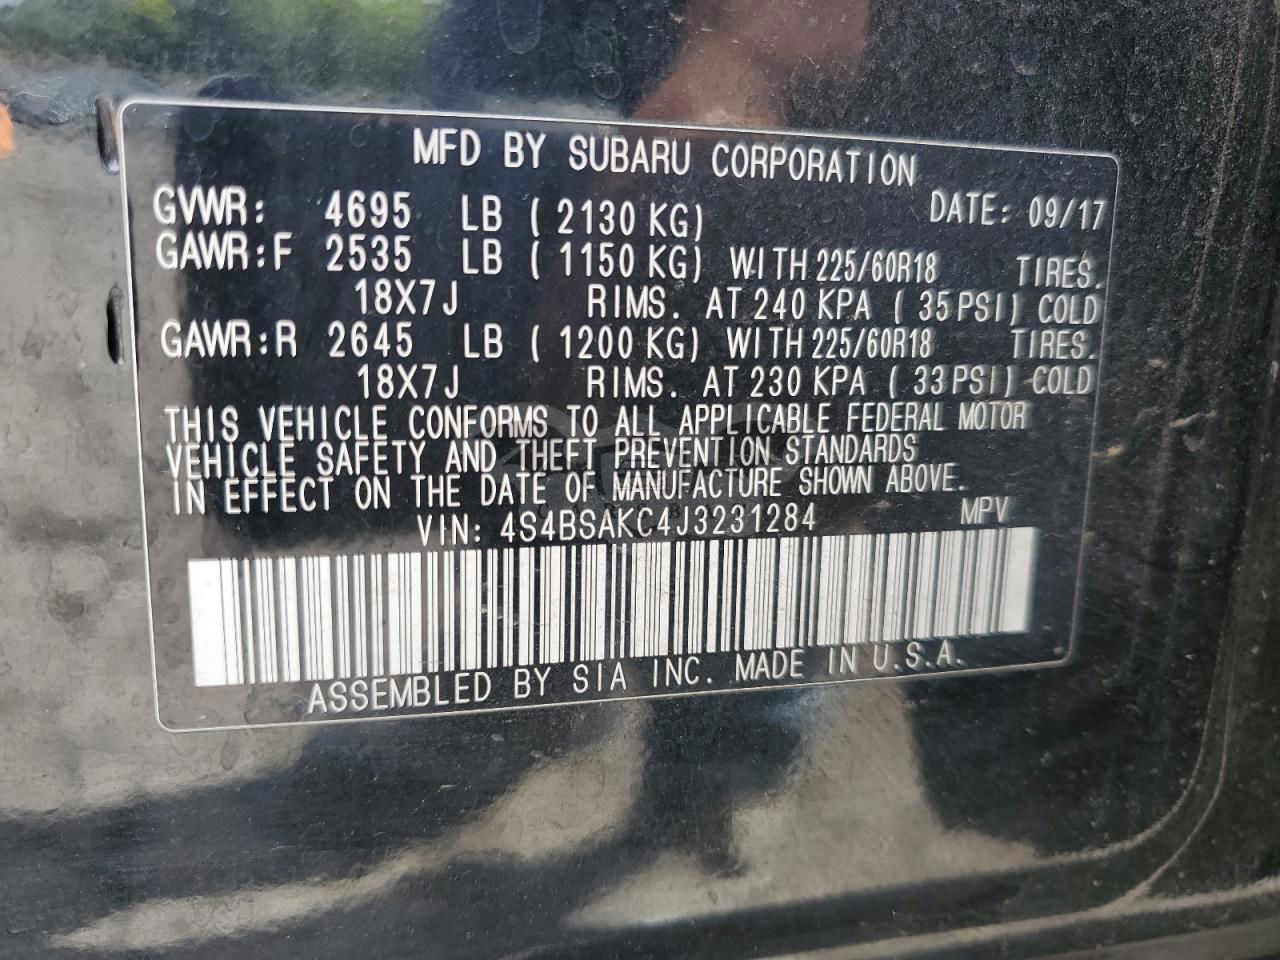 MFD BY SUBARU CORPORATION
GVWR: 4695 LB ( 2130 KG) DATE: 09/17
GAWR:F 2535 LB ( 1150 KG) WITH 225/60R18 TIRES.
18X7J RIMS. AT 240 KPA ( 35 PSI) COLD
GAWR:R 2645 LB ( 1200 KG) WITH 225/60R18 TIRES.
18X7J RIMS. AT 230 KPA ( 33 PSI) COLD
THIS VEHICLE CONFORMS TO ALL APPLICABLE FEDERAL MOTOR
VEHICLE SAFETY AND THEFT PREVENTION STANDARDS
IN EFFECT ON THE DATE OF MANUFACTURE SHOWN ABOVE.
VIN: 4S4BSAKC4J3231284 MPV
ASSEMBLED BY SIA INC. MADE IN U.S.A.